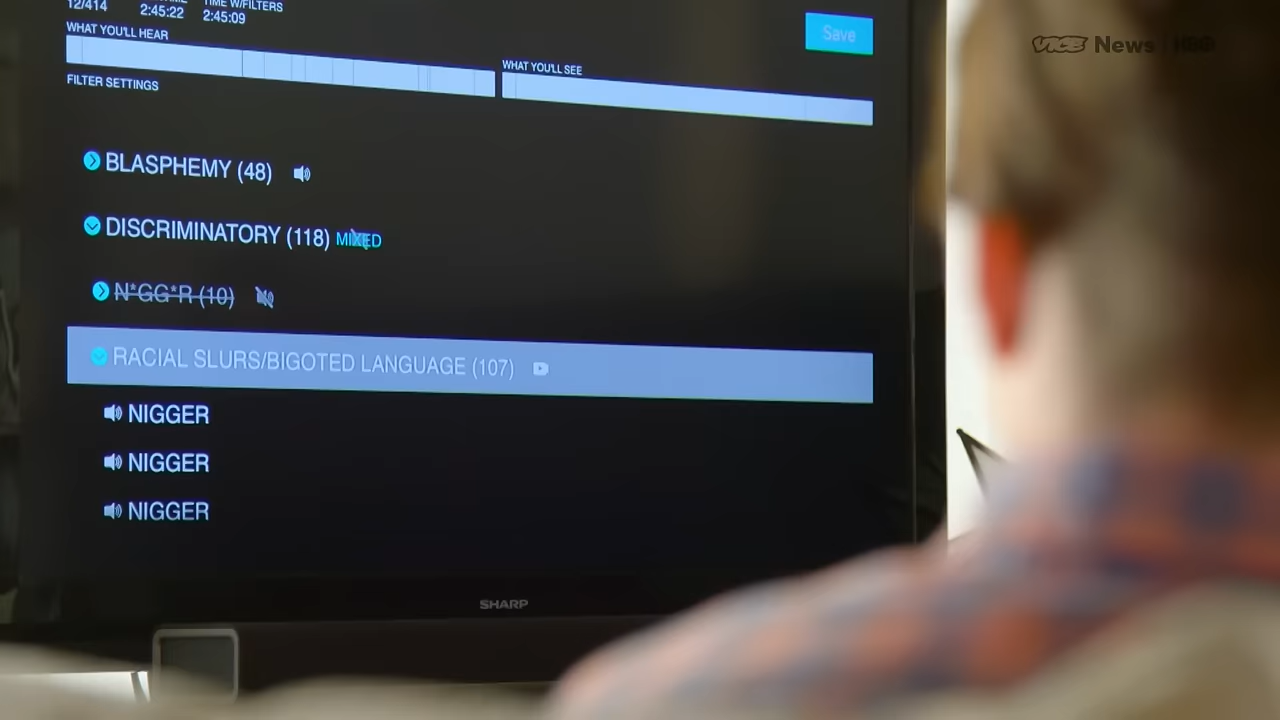 12/414
2:45:22
TIME W/FILTERS
2:45:09
Save
VICE News | HBO
WHAT YOU'LL HEAR
WHAT YOU'LL SEE
FILTER SETTINGS
BLASPHEMY (48)
DISCRIMINATORY (118) MIXED
N*GG*R (10)
RACIAL SLURS/BIGOTED LANGUAGE (107)
NIGGER
NIGGER
NIGGER
SHARP